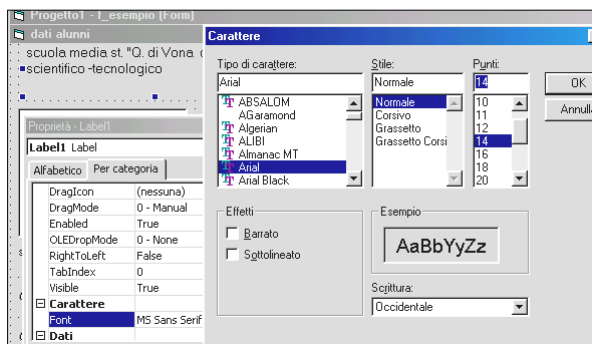 Progetto1 - f_esempio [Form]
dati alunni
scuola media st. "Q. di Vona.
scientifico -tecnologico
Proprietà - Label1
Label1 Label
Alfabetico Per categoria
DragIcon (nessuna)
DragMode 0 - Manual
Enabled True
OLEDropMode 0 - None
RightToLeft False
TabIndex 0
Visible True
Carattere
Font MS Sans Serif
Dati
Carattere
Tipo di carattere:
Arial
ABSALOM
AGaramond
Algerian
ALIBI
Almanac MT
Arial
Arial Black
Stile:
Normale
Normale
Corsivo
Grassetto
Grassetto Corsi
Punti:
14
10
11
12
14
16
18
20
OK
Annulla
Effetti
Barrato
Sottolineato
Esempio
AaBbYyZz
Scrittura:
Occidentale